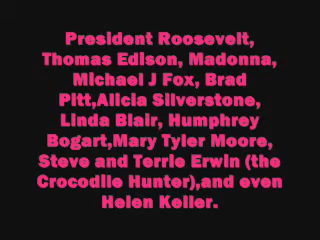 President Roosevelt,
Thomas Edison, Madonna,
Michael J Fox, Brad
Pitt,Alicia Silverstone,
Linda Blair, Humphrey
Bogart,Mary Tyler Moore,
Steve and Terrie Erwin (the
Crocodile Hunter),and even
Helen Keller.